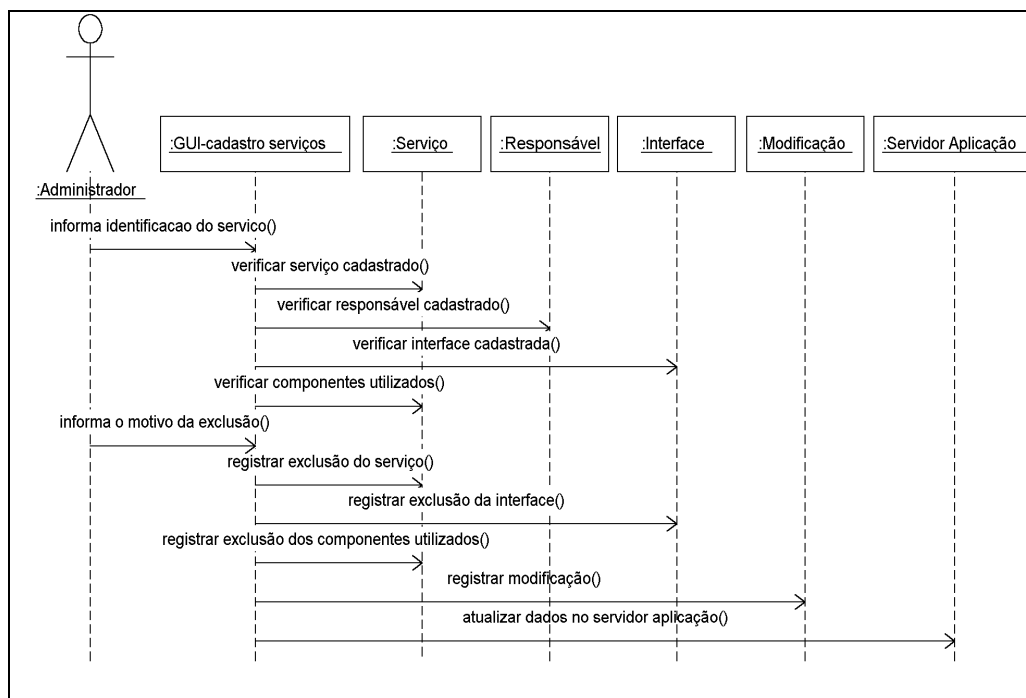 :GUI-cadastro serviços
:Serviço
:Responsável
:Interface
:Modificação
:Servidor Aplicação
:Administrador
informa identificacao do servico()
verificar serviço cadastrado()
verificar responsável cadastrado()
verificar interface cadastrada()
verificar componentes utilizados()
informa o motivo da exclusão()
registrar exclusão do serviço()
registrar exclusão da interface()
registrar exclusão dos componentes utilizados()
registrar modificação()
atualizar dados no servidor aplicação()